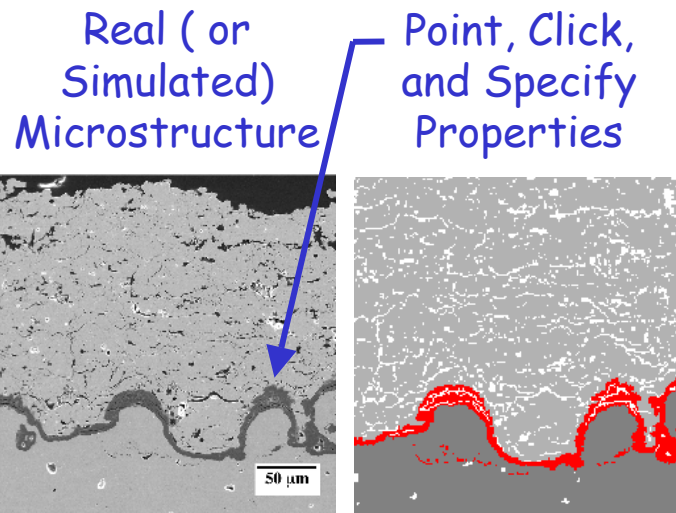 Real ( or
Simulated)
Microstructure
Point, Click,
and Specify
Properties
50 μm